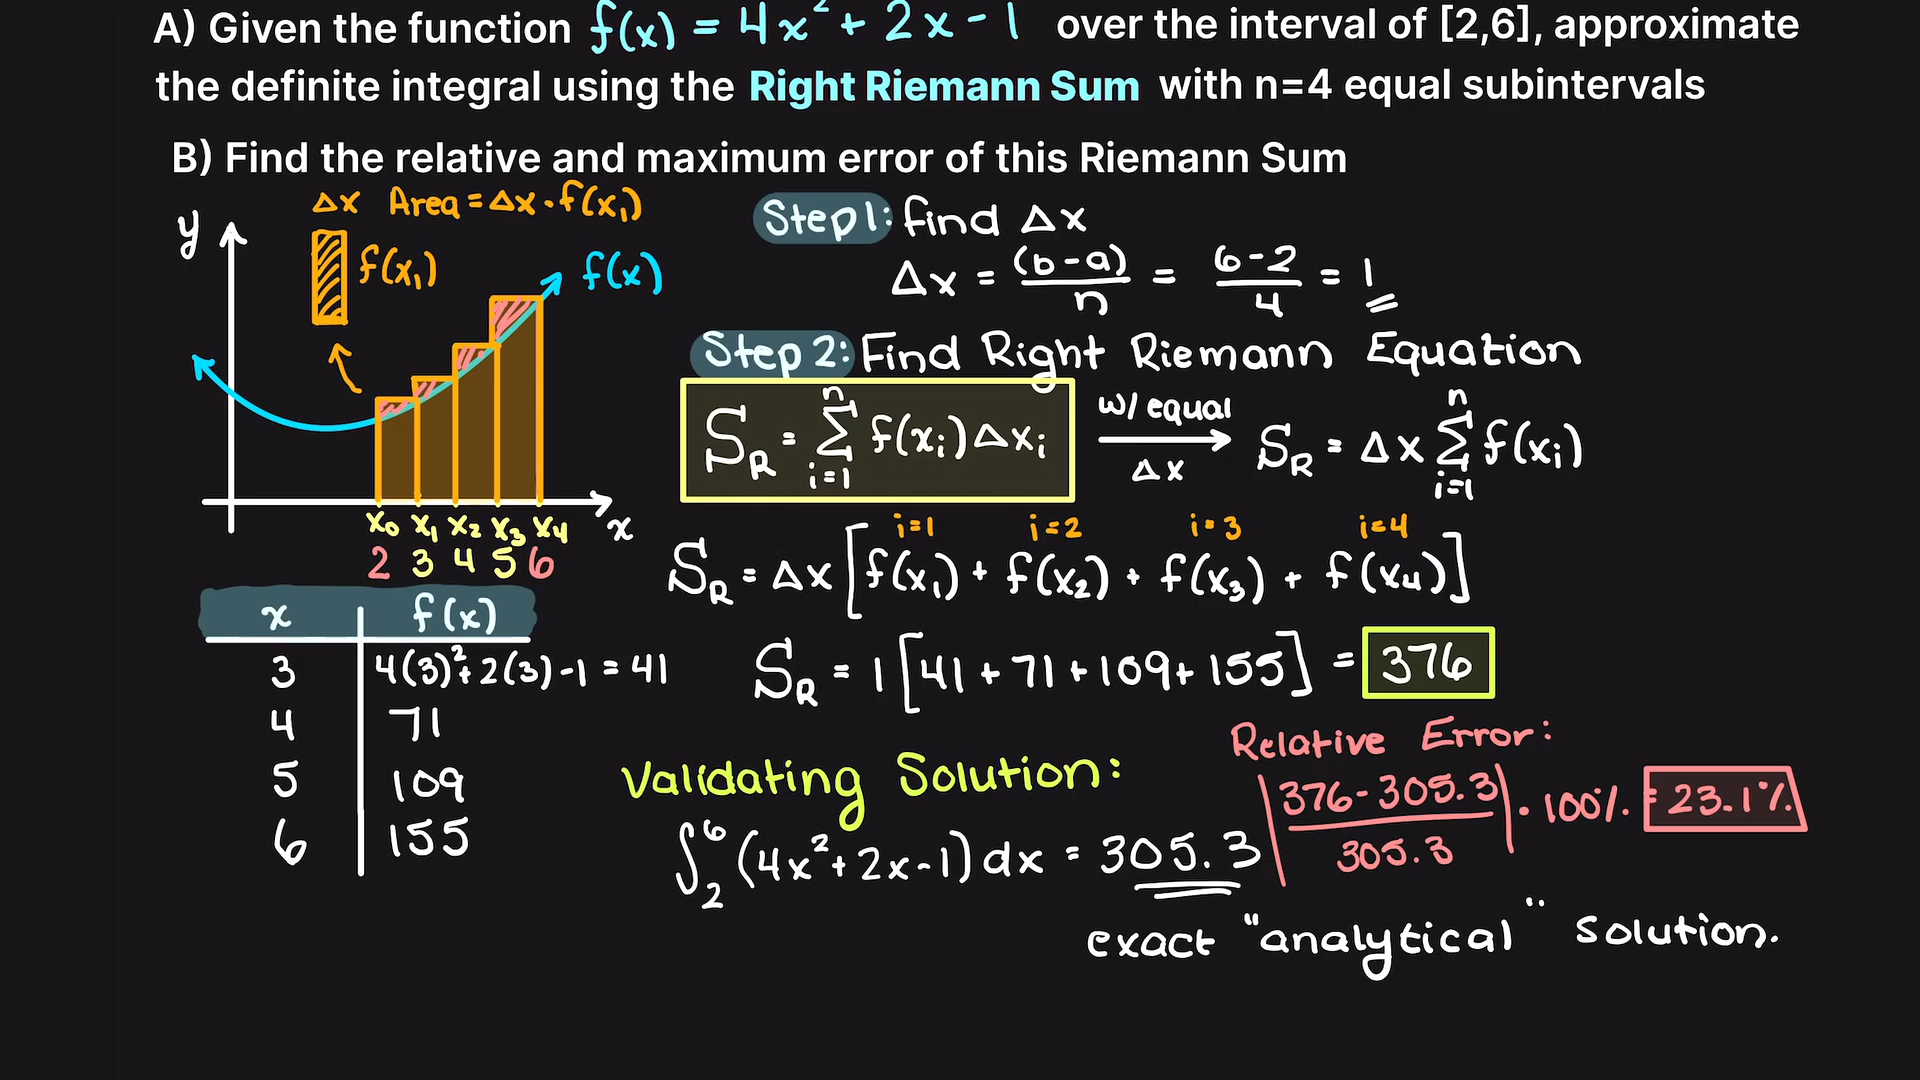 A) Given the function f(x) = 4x² + 2x - 1 over the interval of [2,6], approximate
the definite integral using the Right Riemann Sum with n=4 equal subintervals
B) Find the relative and maximum error of this Riemann Sum
Δx Area = Δx · f(x₁)
f(x₁)
y
f(x)
x
x₀ x₁ x₂ x₃ x₄
2 3 4 5 6
x f(x)
3 4(3)² + 2(3) - 1 = 41
4 71
5 109
6 155
Step 1: find Δx
Δx = (b-a)/n = 6-2/4 = 1
Step 2: Find Right Riemann Equation
S_R = Σ_{i=1}^{n} f(xᵢ)Δxᵢ w/ equal Δx S_R = Δx Σ_{i=1}^{n} f(xᵢ)
i=1 i=2 i=3 i=4
S_R = Δx [f(x₁) + f(x₂) + f(x₃) + f(x₄)]
S_R = 1 [41 + 71 + 109 + 155] = 376
Relative Error:
|376 - 305.3 / 305.3| · 100% = 23.1%
Validating Solution:
∫₂⁶ (4x² + 2x - 1) dx = 305.3
exact "analytical" solution.